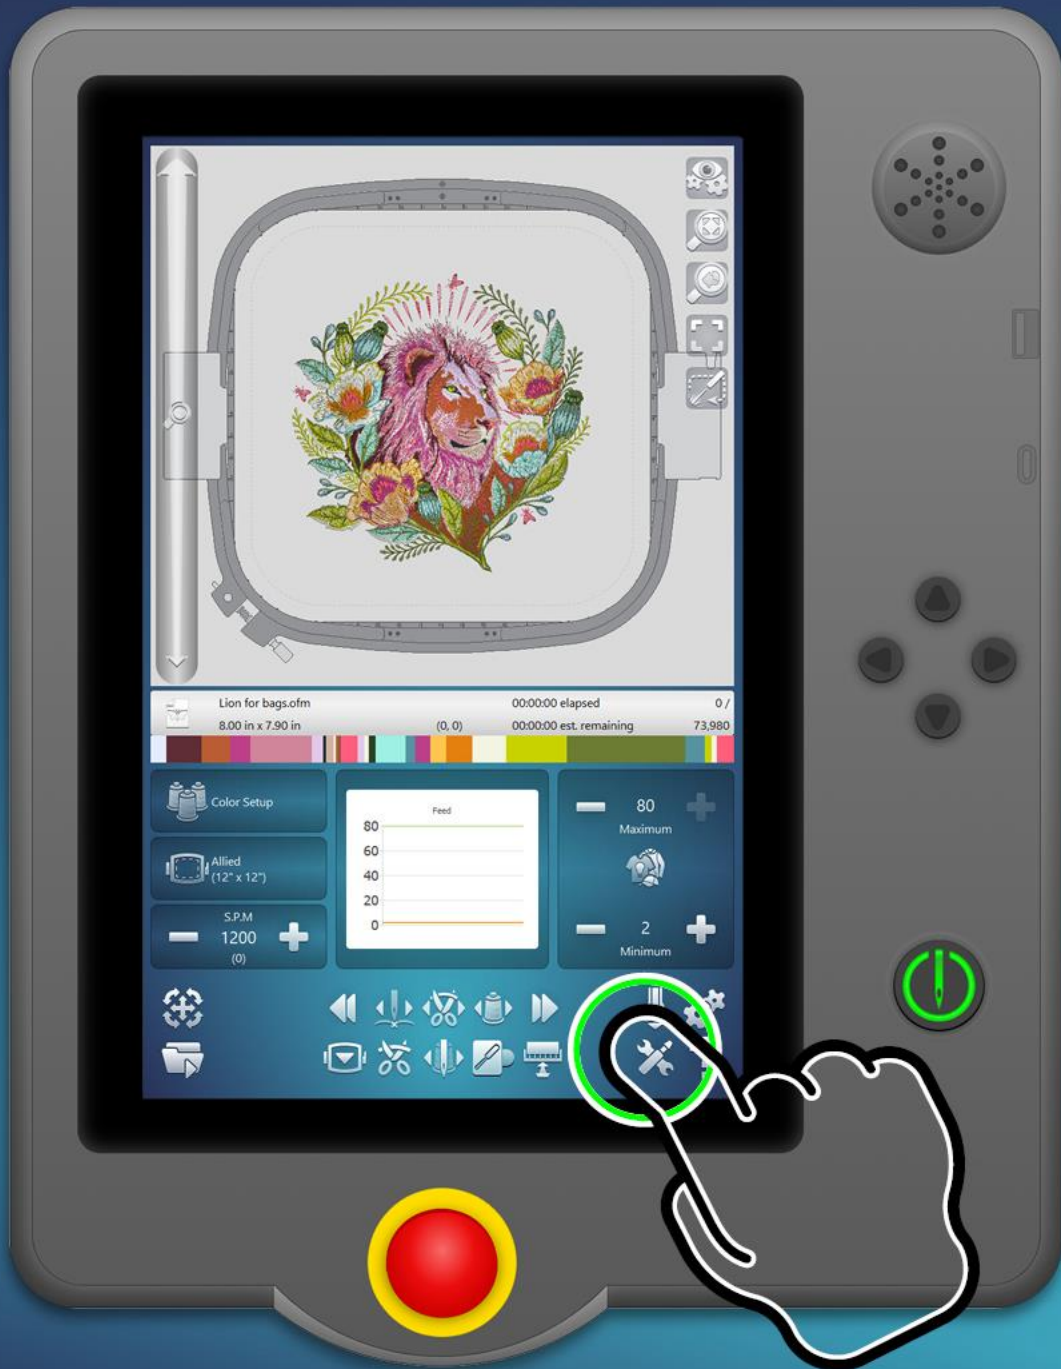 Lion for bags.ofm
00:00:00 elapsed
0 /
8.00 in x 7.90 in
(0, 0)
00:00:00 est. remaining
73,980
Color Setup
Allied
(12" x 12")
S.P.M
1200
(0)
Feed
80
60
40
20
0
80
Maximum
2
Minimum